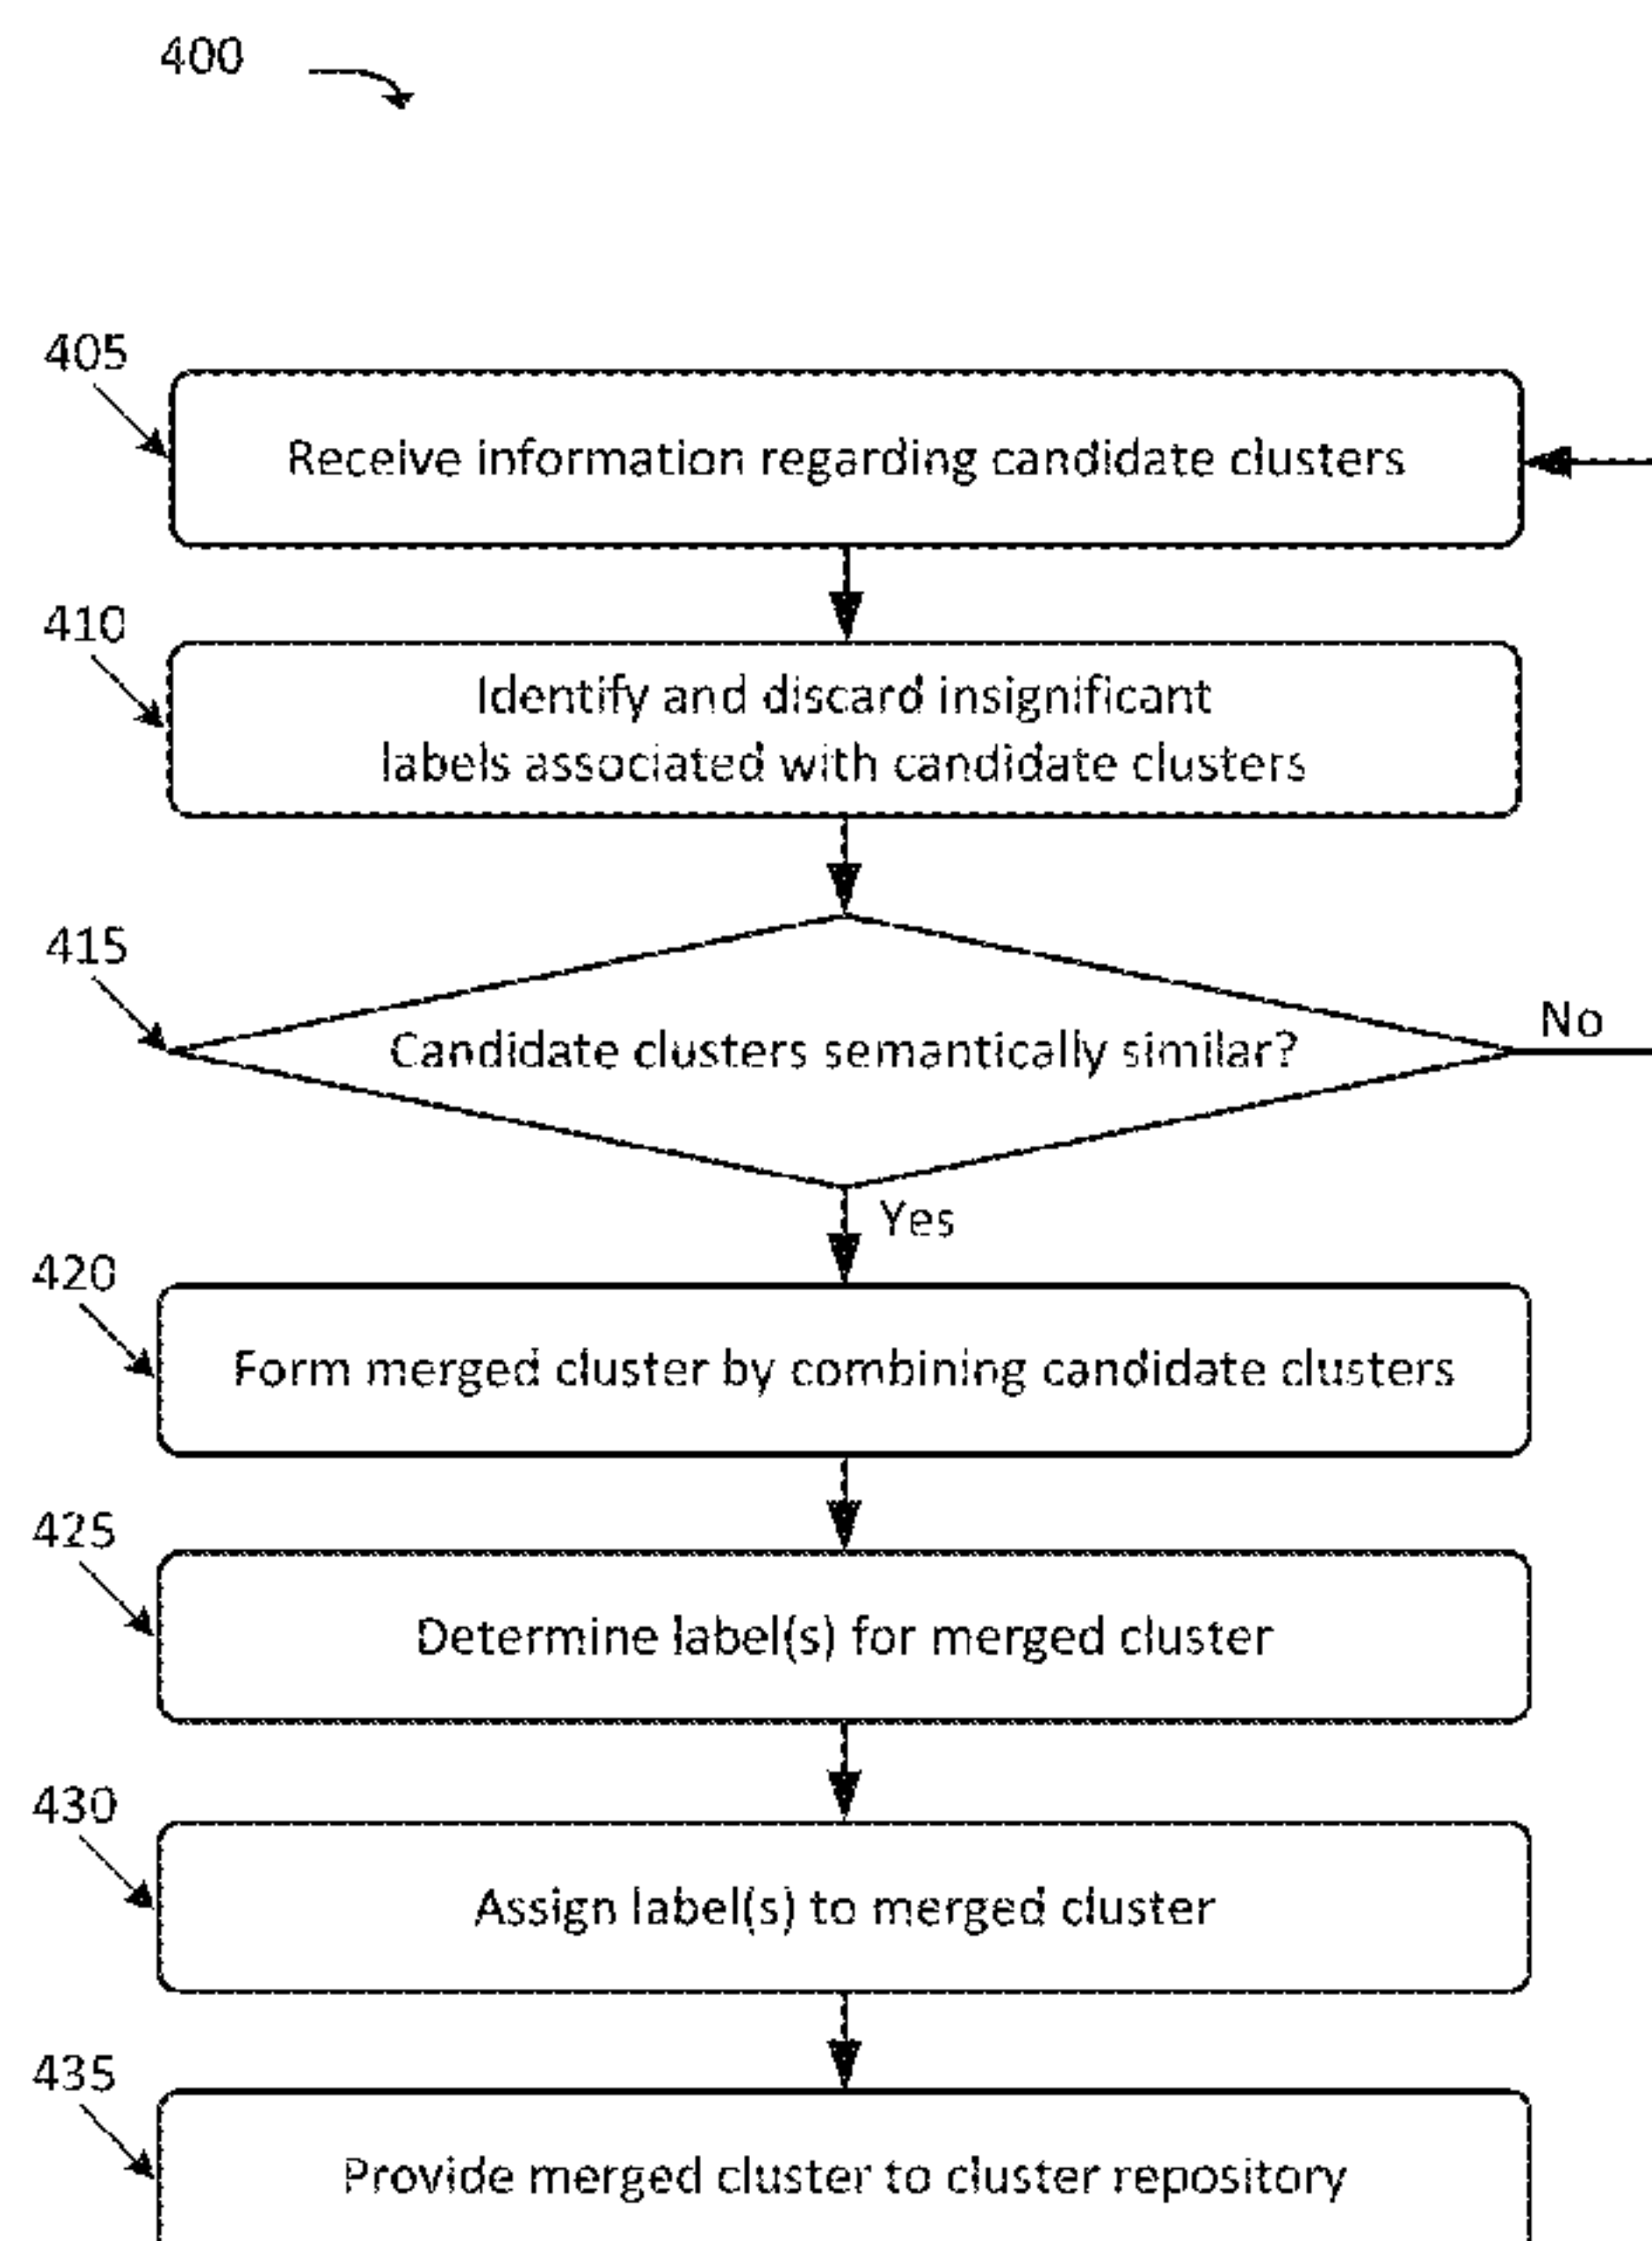 400
405
Receive information regarding candidate clusters
410
Identify and discard insignificant
labels associated with candidate clusters
415
Candidate clusters semantically similar?
No
Yes
420
Form merged cluster by combining candidate clusters
425
Determine label(s) for merged cluster
430
Assign label(s) to merged cluster
435
Provide merged cluster to cluster repository